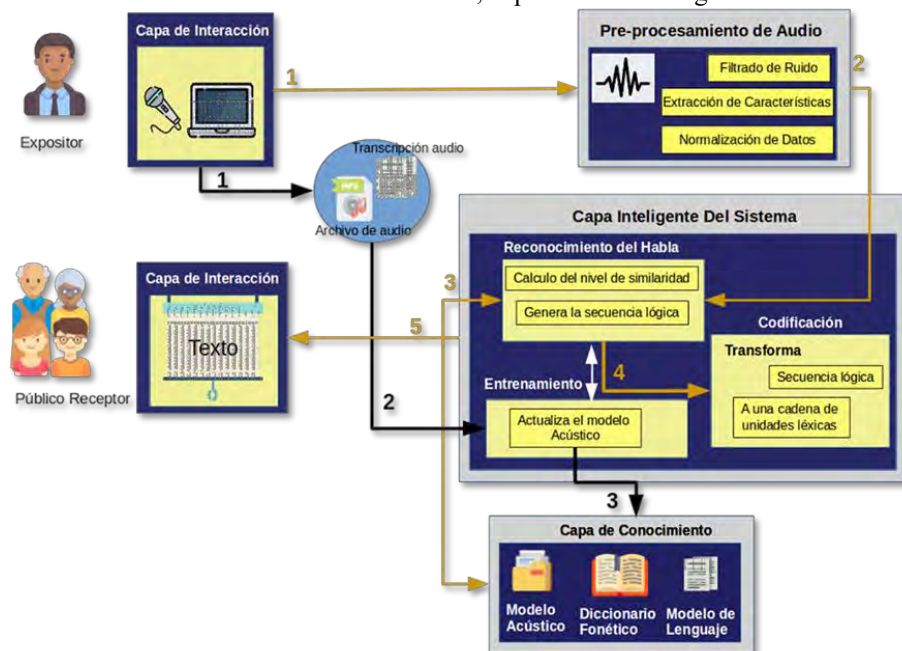 Capa de Interacción
Expositor
1
1
Pre-procesamiento de Audio
Filtrado de Ruido
Extracción de Características
Normalización de Datos
2
Transcripción audio
Archivo de audio
Capa Inteligente Del Sistema
Reconocimiento del Habla
Calculo del nivel de similaridad
Genera la secuencia lógica
3
Capa de Interacción
Texto
Público Receptor
5
2
Entrenamiento
4
Actualiza el modelo
Acústico
Codificación
Transforma
Secuencia lógica
A una cadena de
unidades léxicas
3
Capa de Conocimiento
Modelo
Acústico
Diccionario
Fonético
Modelo de
Lenguaje